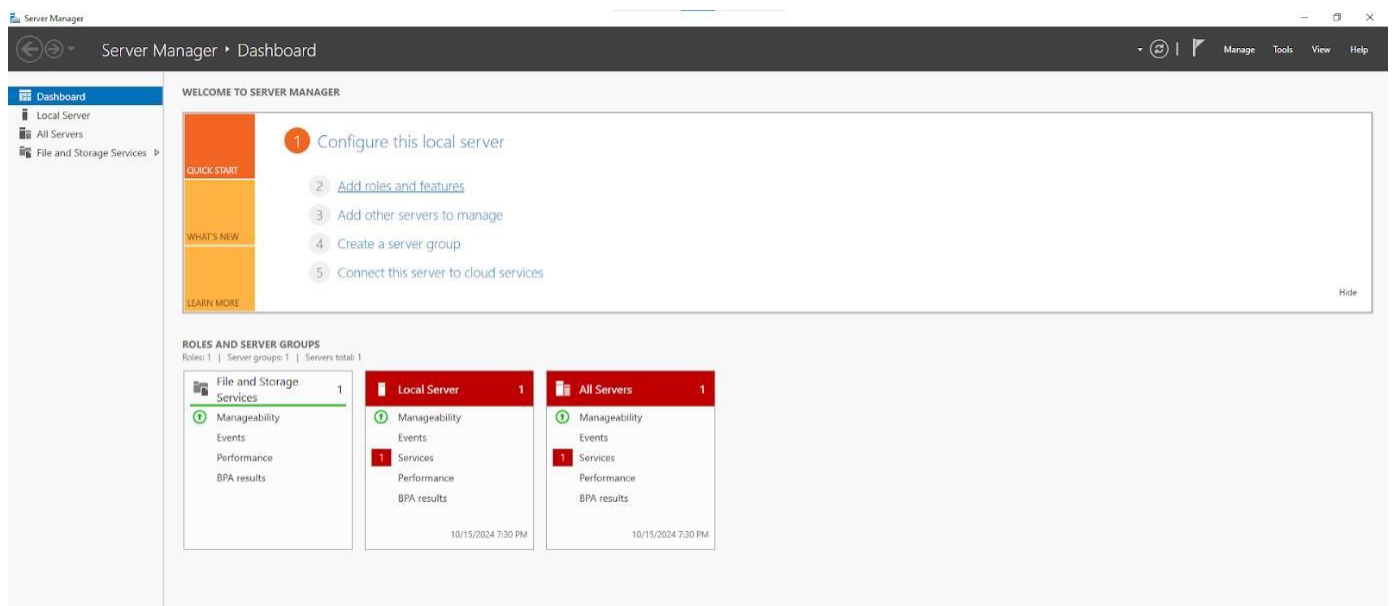 Server Manager
Server Manager ‣ Dashboard
Manage Tools View Help
Dashboard
Local Server
All Servers
File and Storage Services
WELCOME TO SERVER MANAGER
QUICK START
WHAT'S NEW
LEARN MORE
1 Configure this local server
2 Add roles and features
3 Add other servers to manage
4 Create a server group
5 Connect this server to cloud services
Hide
ROLES AND SERVER GROUPS
Roles: 1 | Server groups: 1 | Servers total: 1
File and Storage
Services
1
Manageability
Events
Performance
BPA results
Local Server 1
Manageability
Events
1 Services
Performance
BPA results
10/15/2024 7:30 PM
All Servers 1
Manageability
Events
1 Services
Performance
BPA results
10/15/2024 7:30 PM